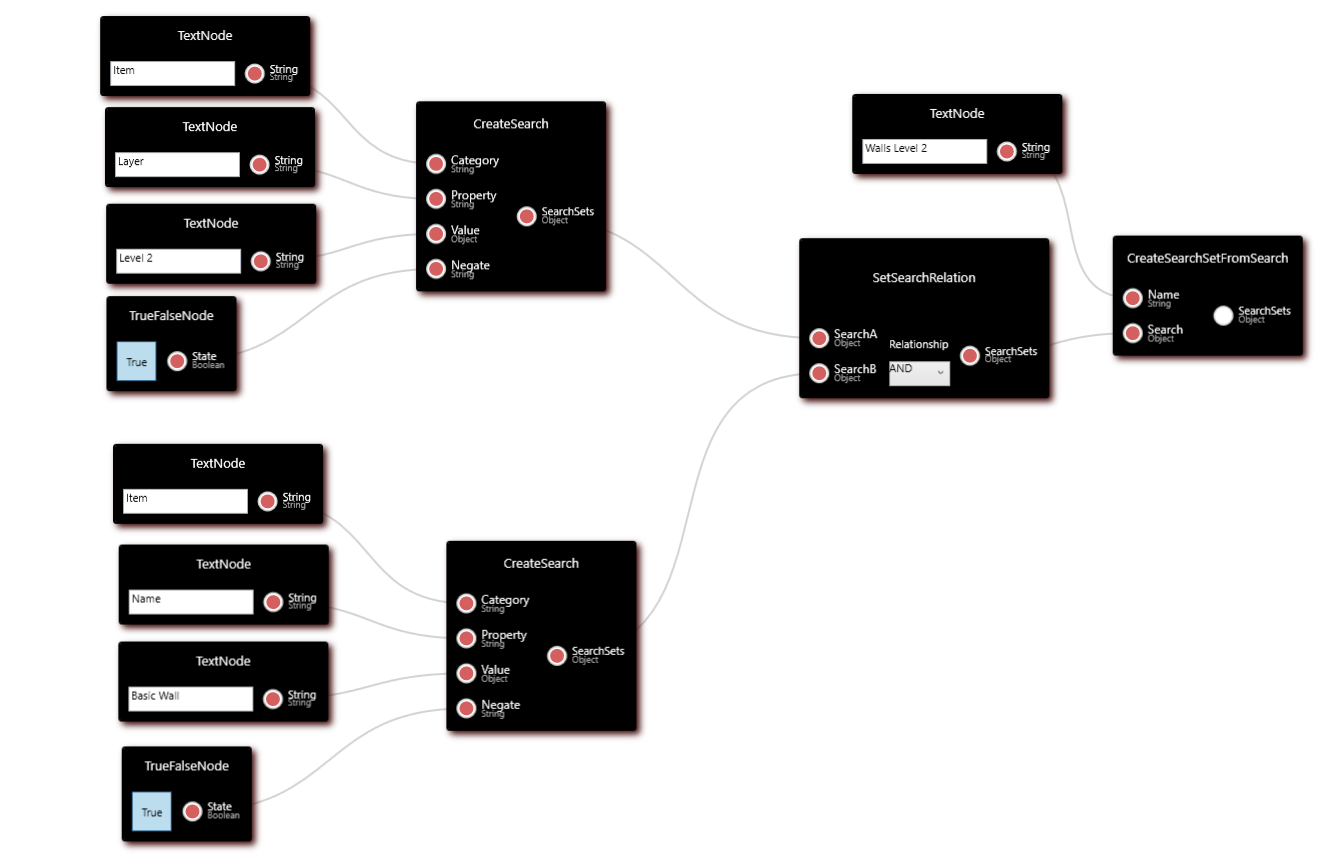 TextNode
Item
String
String
TextNode
Layer
String
String
TextNode
Level 2
String
String
TrueFalseNode
True
State
Boolean
CreateSearch
Category
String
Property
String
Value
Object
Negate
String
SearchSets
Object
TextNode
Walls Level 2
String
String
SetSearchRelation
SearchA
Object
SearchB
Object
Relationship
AND
SearchSets
Object
CreateSearchSetFromSearch
Name
String
Search
Object
SearchSets
Object
TextNode
Item
String
String
TextNode
Name
String
String
TextNode
Basic Wall
String
String
TrueFalseNode
True
State
Boolean
CreateSearch
Category
String
Property
String
Value
Object
Negate
String
SearchSets
Object